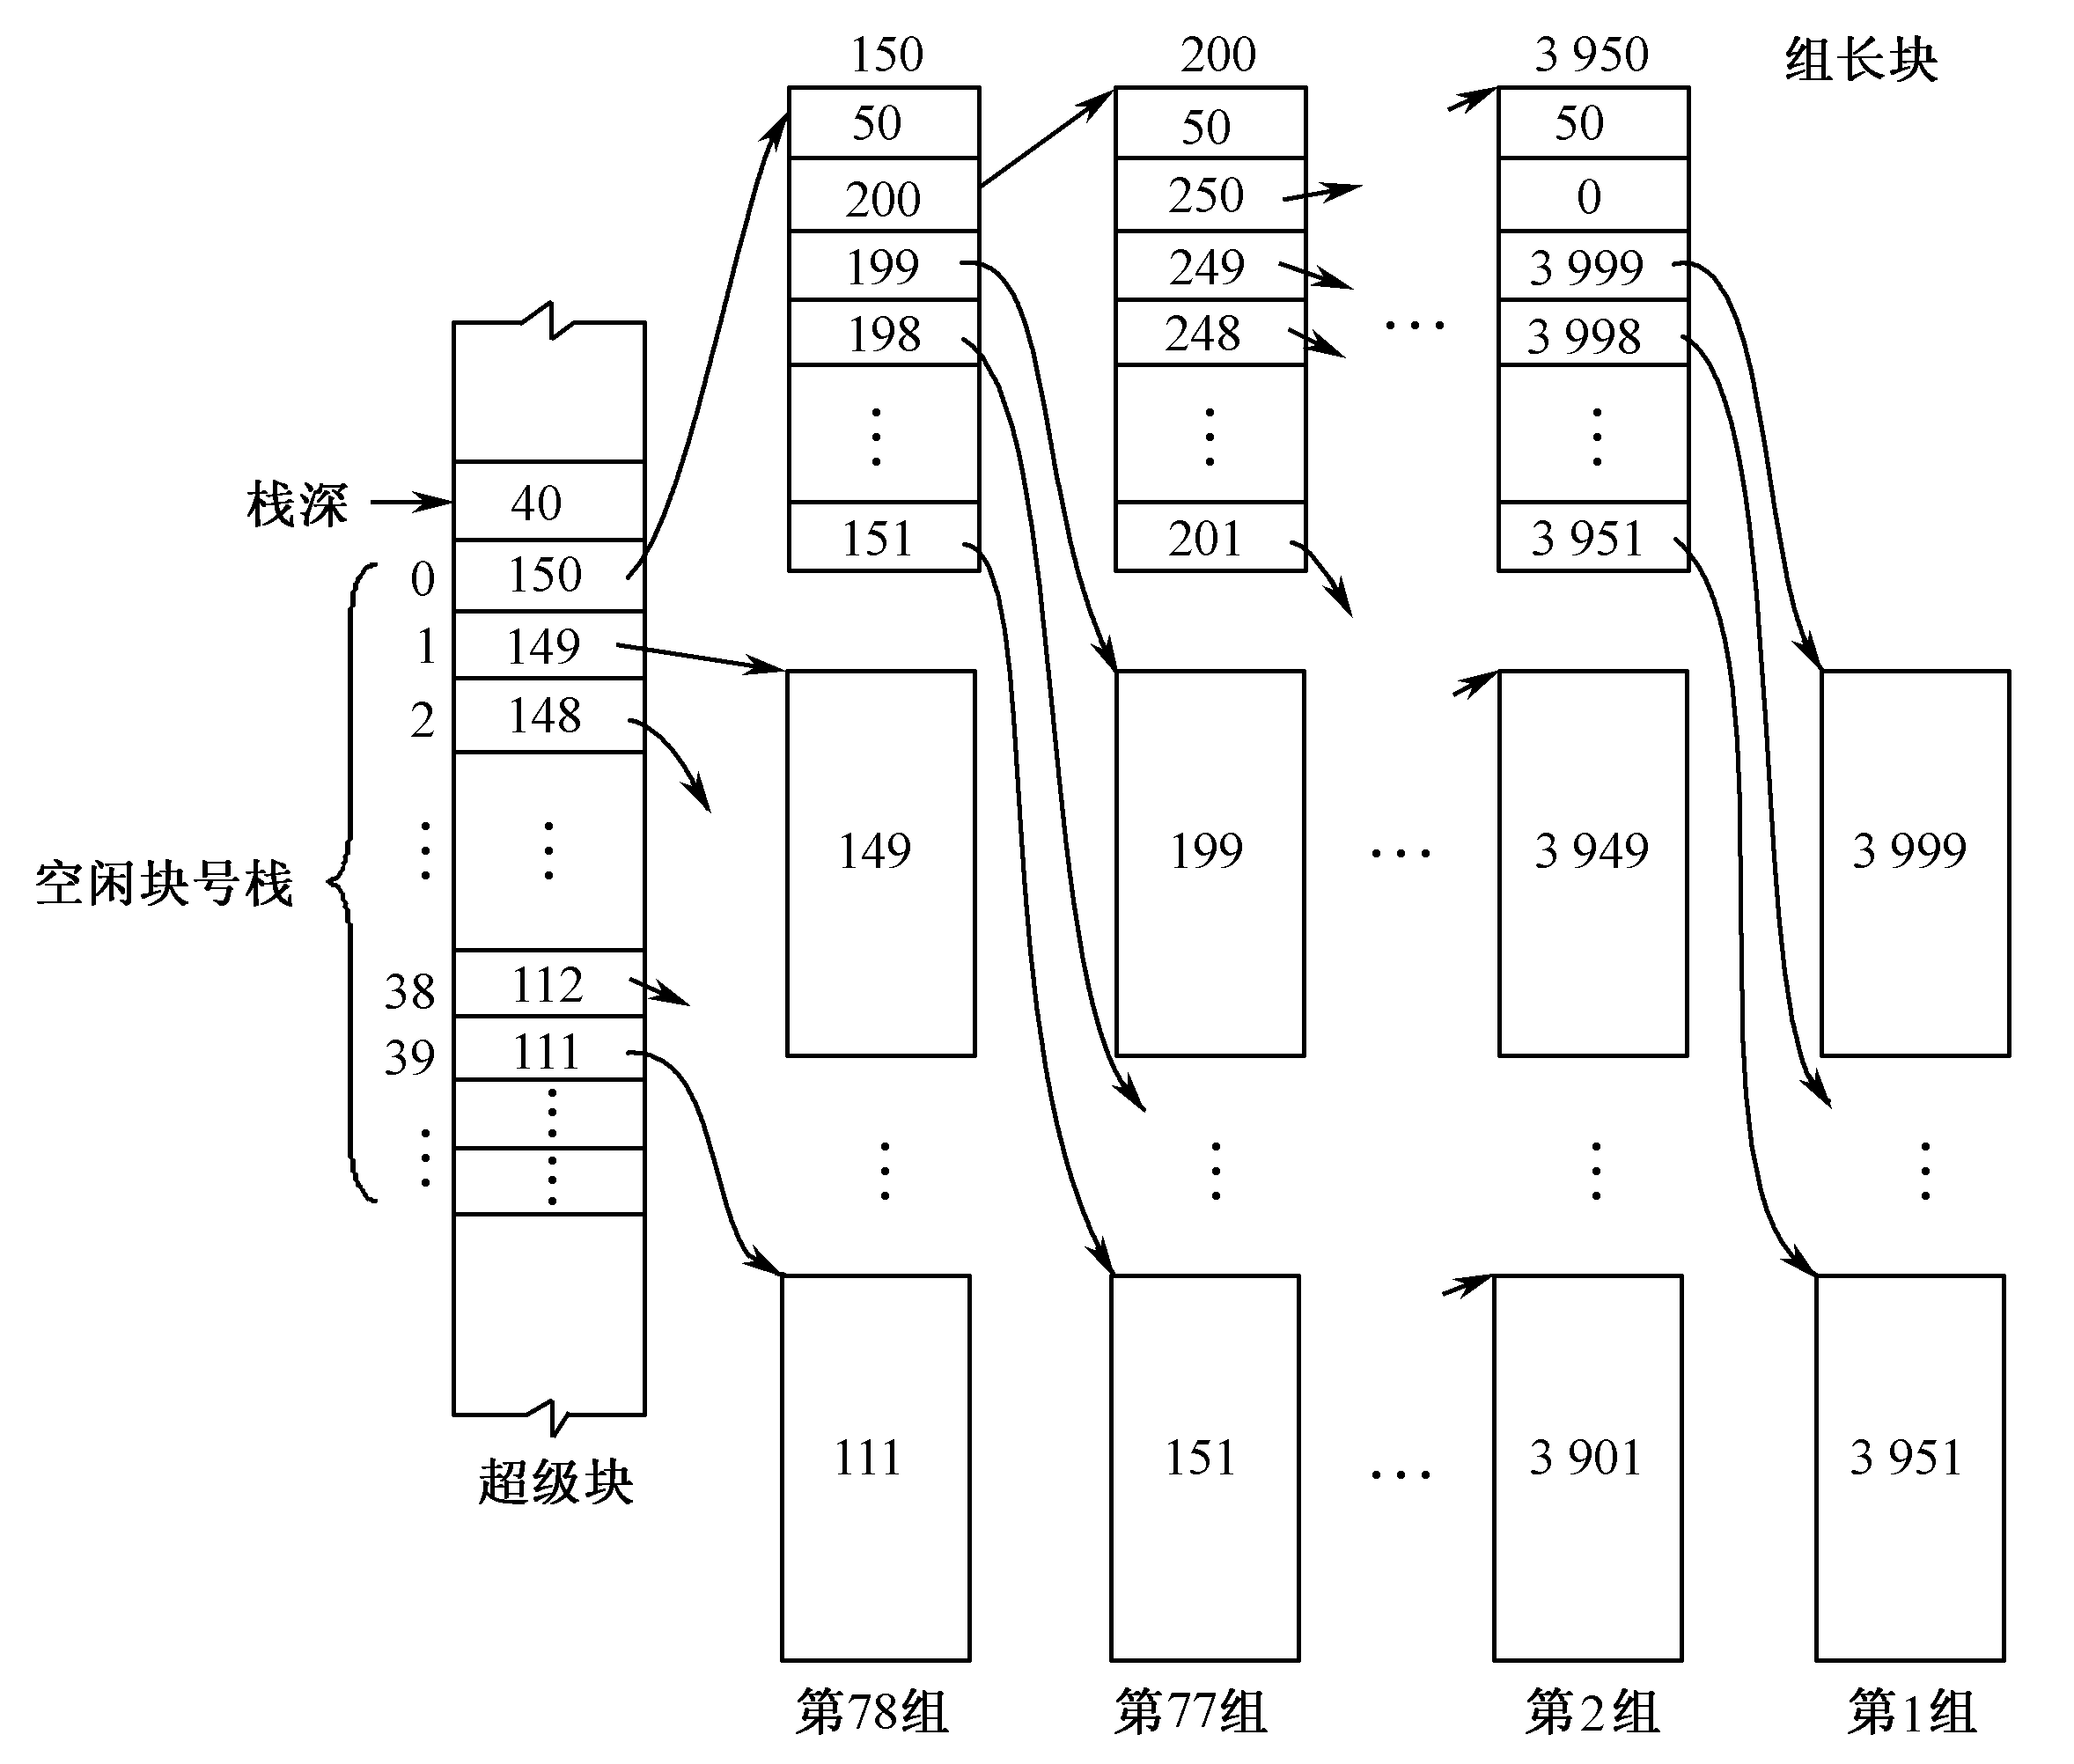 150 200 3 950 组长块
50 50 50
200 250 0
199 249 3 999
198 248 … 3 998
⋮ ⋮ ⋮
151 201 3 951
栈深 40
0 150
1 149
2 148
⋮ ⋮
空闲块号栈
38 112
39 111
⋮ ⋮
⋮
超级块
149 199 … 3 949 3 999
⋮ ⋮ ⋮ ⋮
111 151 … 3 901 3 951
第78组 第77组 第2组 第1组